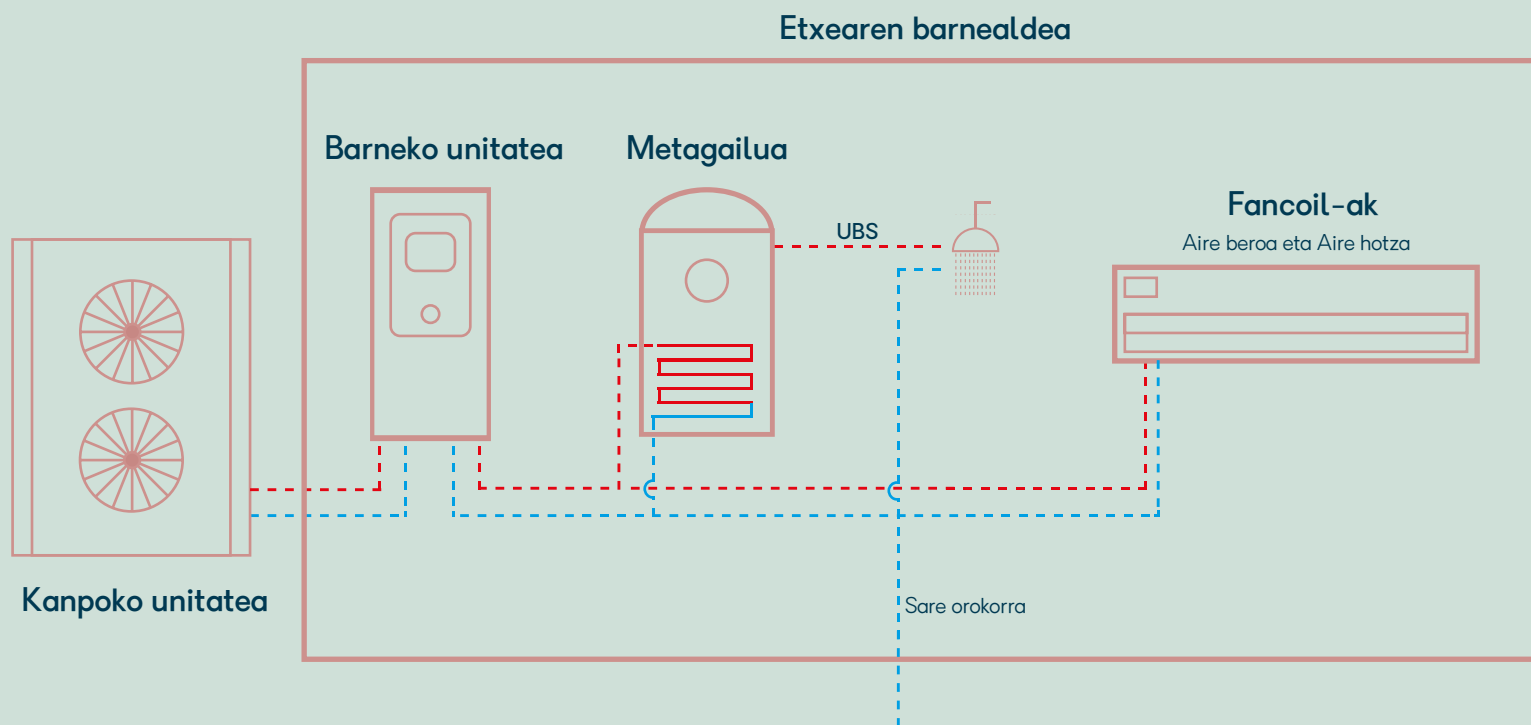 Etxearen barnealdea
Barneko unitatea
Metagailua
UBS
Fancoil-ak
Aire beroa eta Aire hotza
Kanpoko unitatea
Sare orokorra